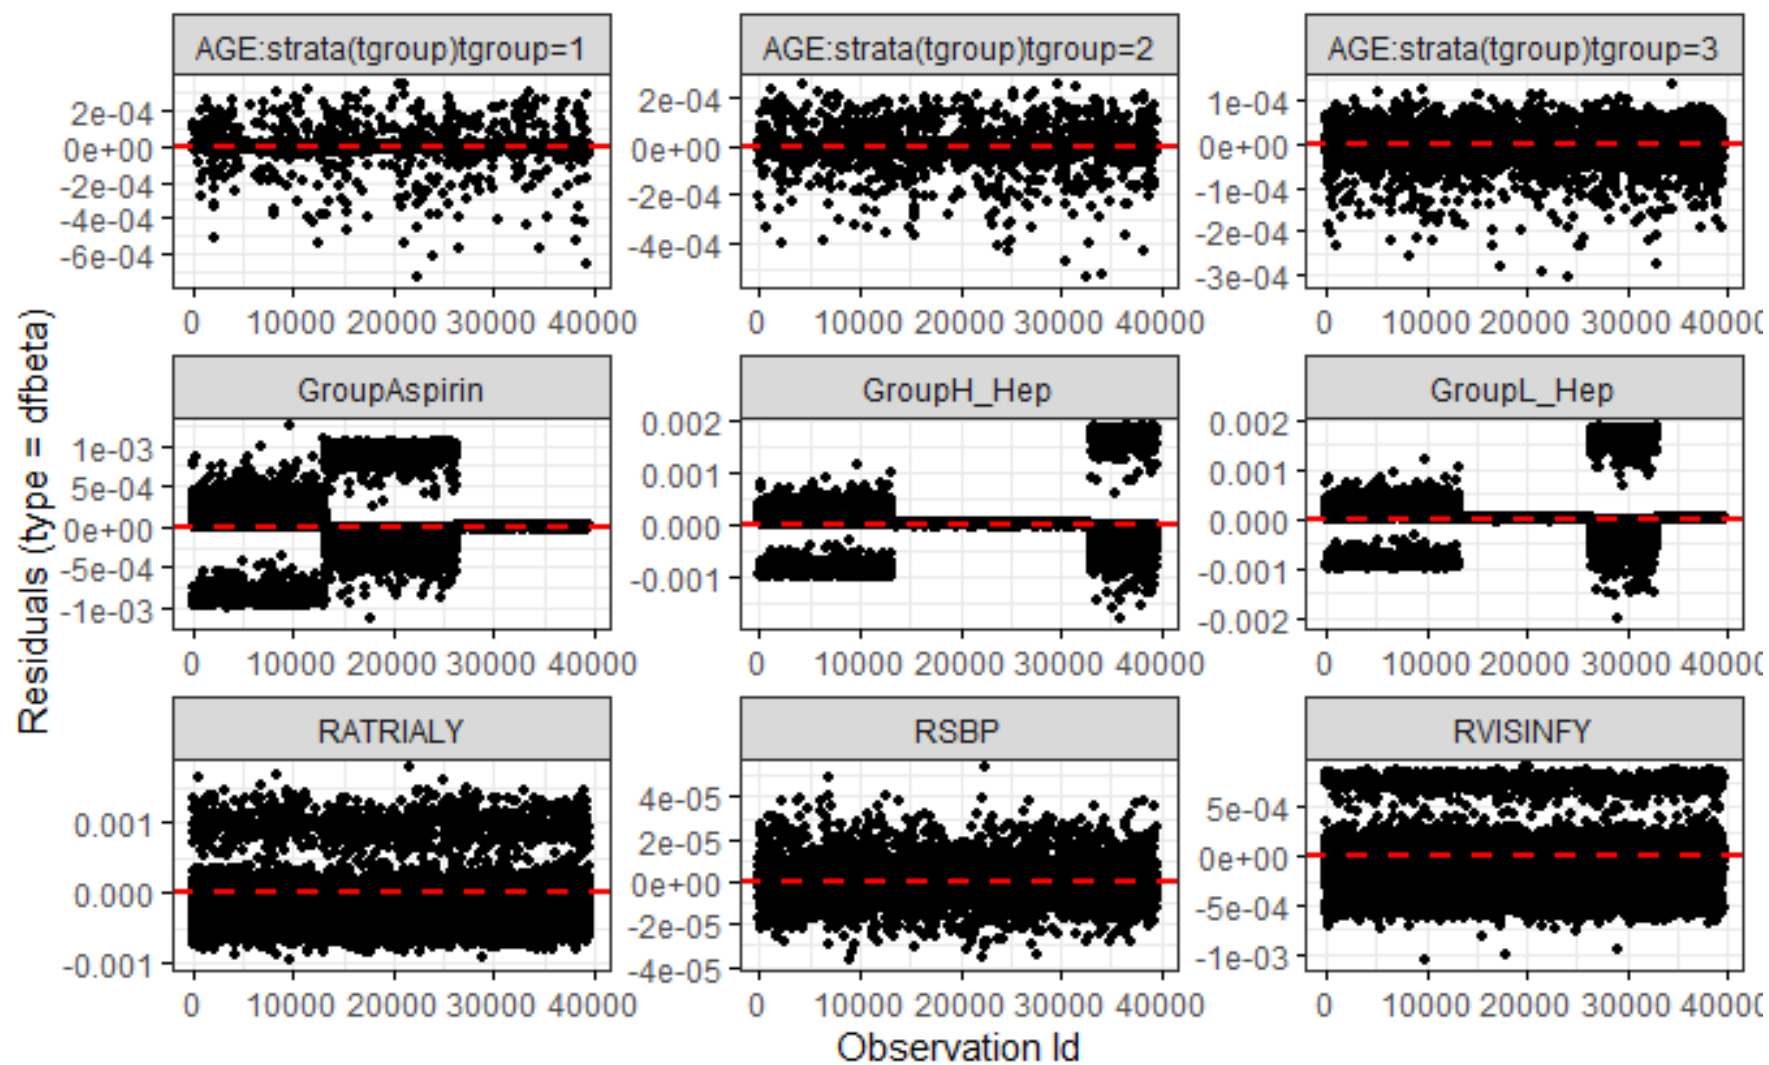 AGE:strata(tgroup)tgroup=1 AGE:strata(tgroup)tgroup=2 AGE:strata(tgroup)tgroup=3
2e-04
0e+00
-2e-04
-4e-04
-6e-04
0 10000 20000 30000 40000
2e-04
0e+00
-2e-04
-4e-04
0 10000 20000 30000 40000
1e-04
0e+00
-1e-04
-2e-04
-3e-04
0 10000 20000 30000 40000
Residuals (type = dfbeta)
GroupAspirin GroupH_Hep GroupL_Hep
1e-03
5e-04
0e+00
-5e-04
-1e-03
0 10000 20000 30000 40000
0.002
0.001
0.000
-0.001
0 10000 20000 30000 40000
0.002
0.001
0.000
-0.001
-0.002
0 10000 20000 30000 40000
RATRIALY RSBP RVISINFY
0.001
0.000
-0.001
0 10000 20000 30000 40000
4e-05
2e-05
0e+00
-2e-05
-4e-05
0 10000 20000 30000 40000
5e-04
0e+00
-5e-04
-1e-03
0 10000 20000 30000 40000
Observation Id